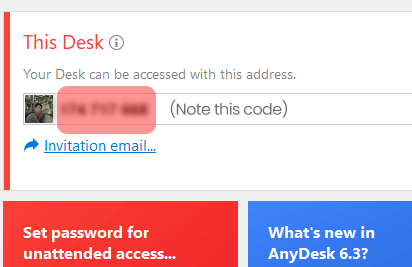 This Desk
Your Desk can be accessed with this address.
(Note this code)
Invitation email...
Set password for
unattended access...
What's new in
AnyDesk 6.3?